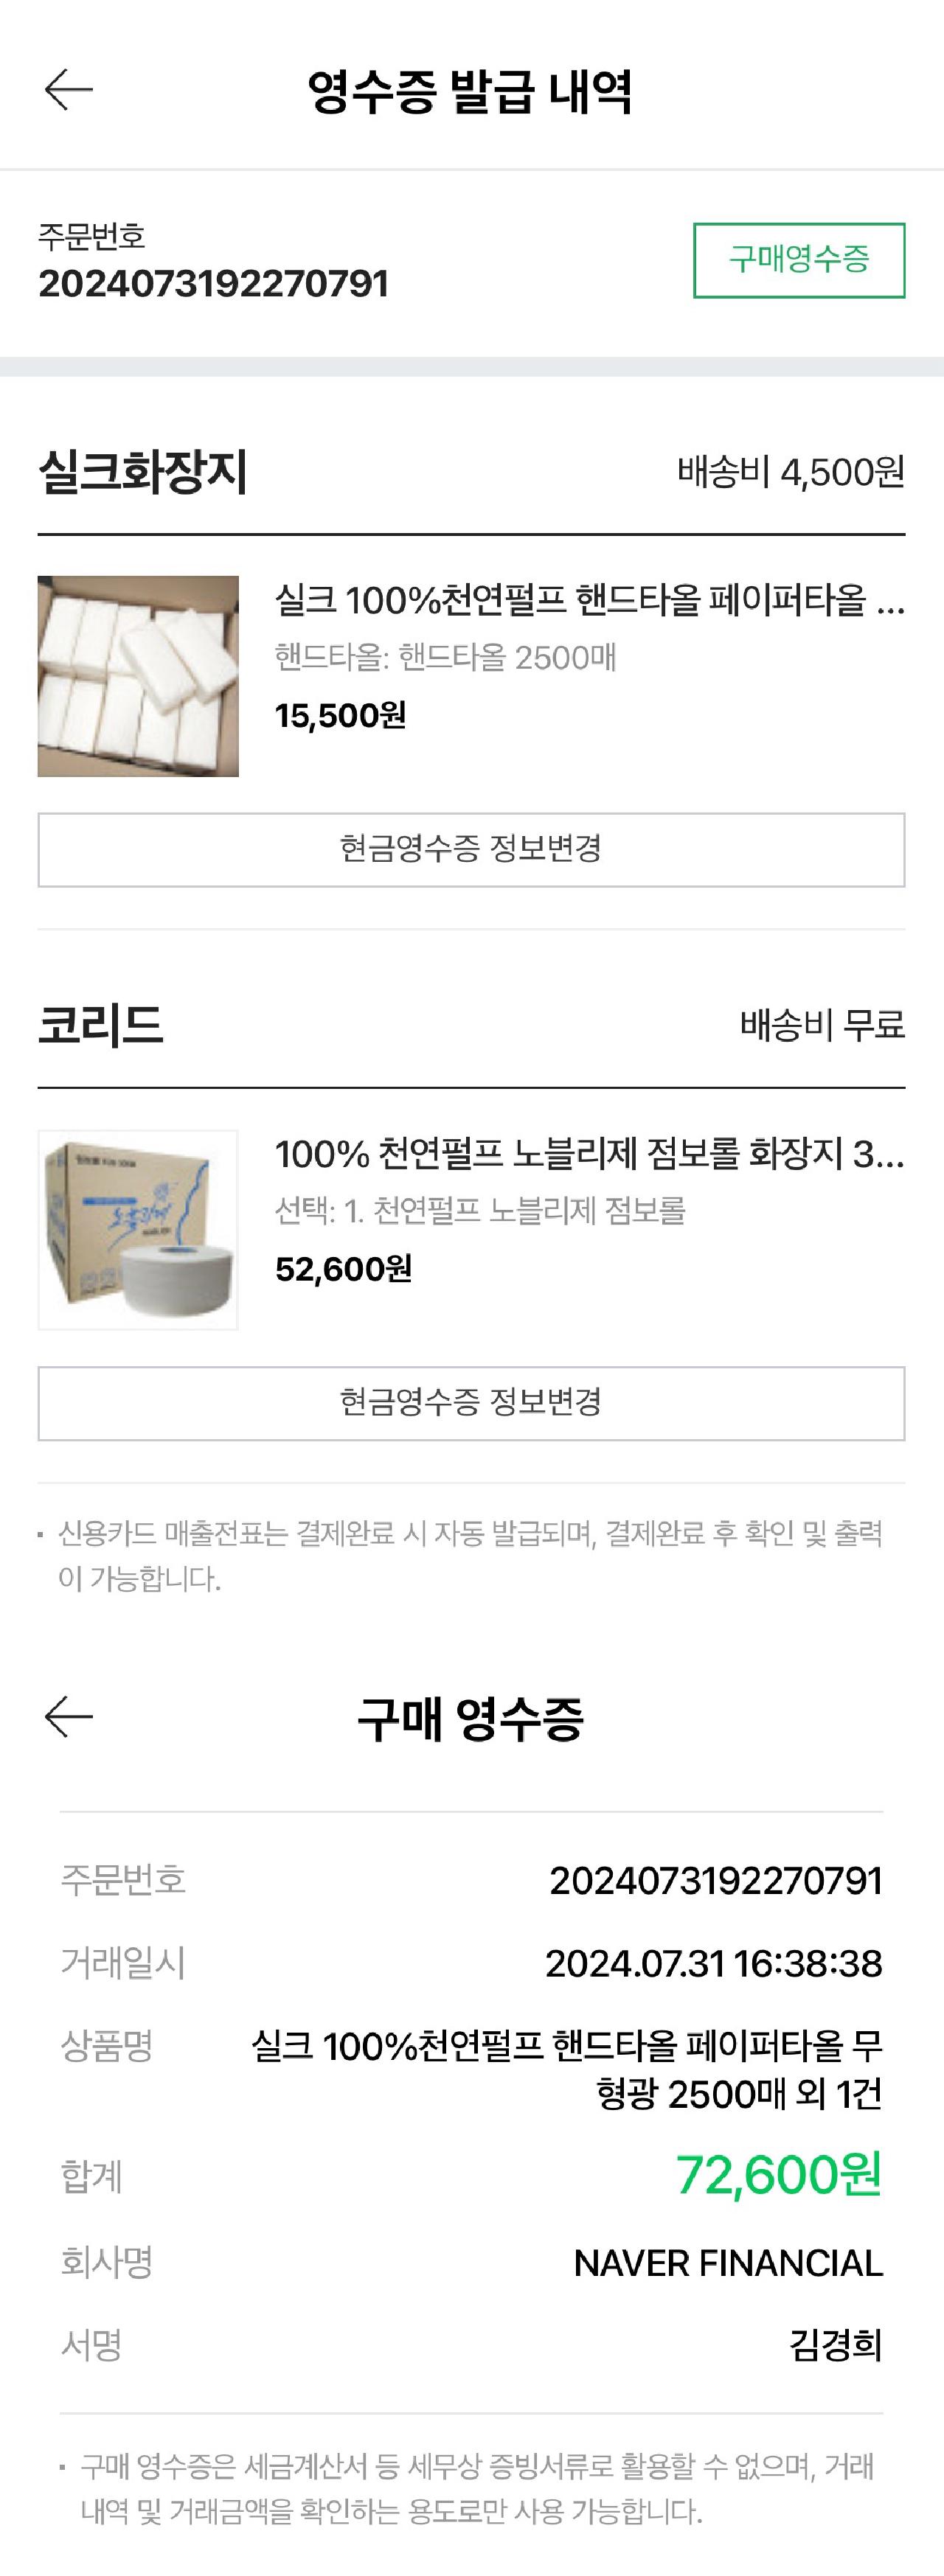 영수증 발급 내역
주문번호
2024073192270791
구매영수증
실크화장지
배송비 4,500원
실크 100%천연펄프 핸드타올 페이퍼타올 ...
핸드타올: 핸드타올 2500매
15,500원
현금영수증 정보변경
코리드
배송비 무료
노블리제
100% 천연펄프 노블리제 점보롤 화장지 3...
선택: 1. 천연펄프 노블리제 점보롤
52,600원
현금영수증 정보변경
· 신용카드 매출전표는 결제완료 시 자동 발급되며, 결제완료 후 확인 및 출력
이 가능합니다.
구매 영수증
주문번호 2024073192270791
거래일시 2024.07.31 16:38:38
상품명 실크 100%천연펄프 핸드타올 페이퍼타올 무
형광 2500매 외 1건
합계 72,600원
회사명 NAVER FINANCIAL
서명 김경희
· 구매 영수증은 세금계산서 등 세무상 증빙서류로 활용할 수 없으며, 거래
내역 및 거래금액을 확인하는 용도로만 사용 가능합니다.